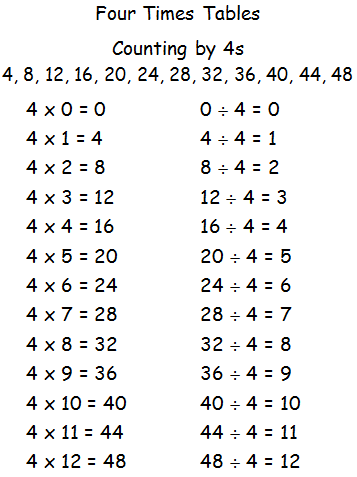 Four Times Tables
Counting by 4s
4, 8, 12, 16, 20, 24, 28, 32, 36, 40, 44, 48
4 x 0 = 0 0 ÷ 4 = 0
4 x 1 = 4 4 ÷ 4 = 1
4 x 2 = 8 8 ÷ 4 = 2
4 x 3 = 12 12 ÷ 4 = 3
4 x 4 = 16 16 ÷ 4 = 4
4 x 5 = 20 20 ÷ 4 = 5
4 x 6 = 24 24 ÷ 4 = 6
4 x 7 = 28 28 ÷ 4 = 7
4 x 8 = 32 32 ÷ 4 = 8
4 x 9 = 36 36 ÷ 4 = 9
4 x 10 = 40 40 ÷ 4 = 10
4 x 11 = 44 44 ÷ 4 = 11
4 x 12 = 48 48 ÷ 4 = 12